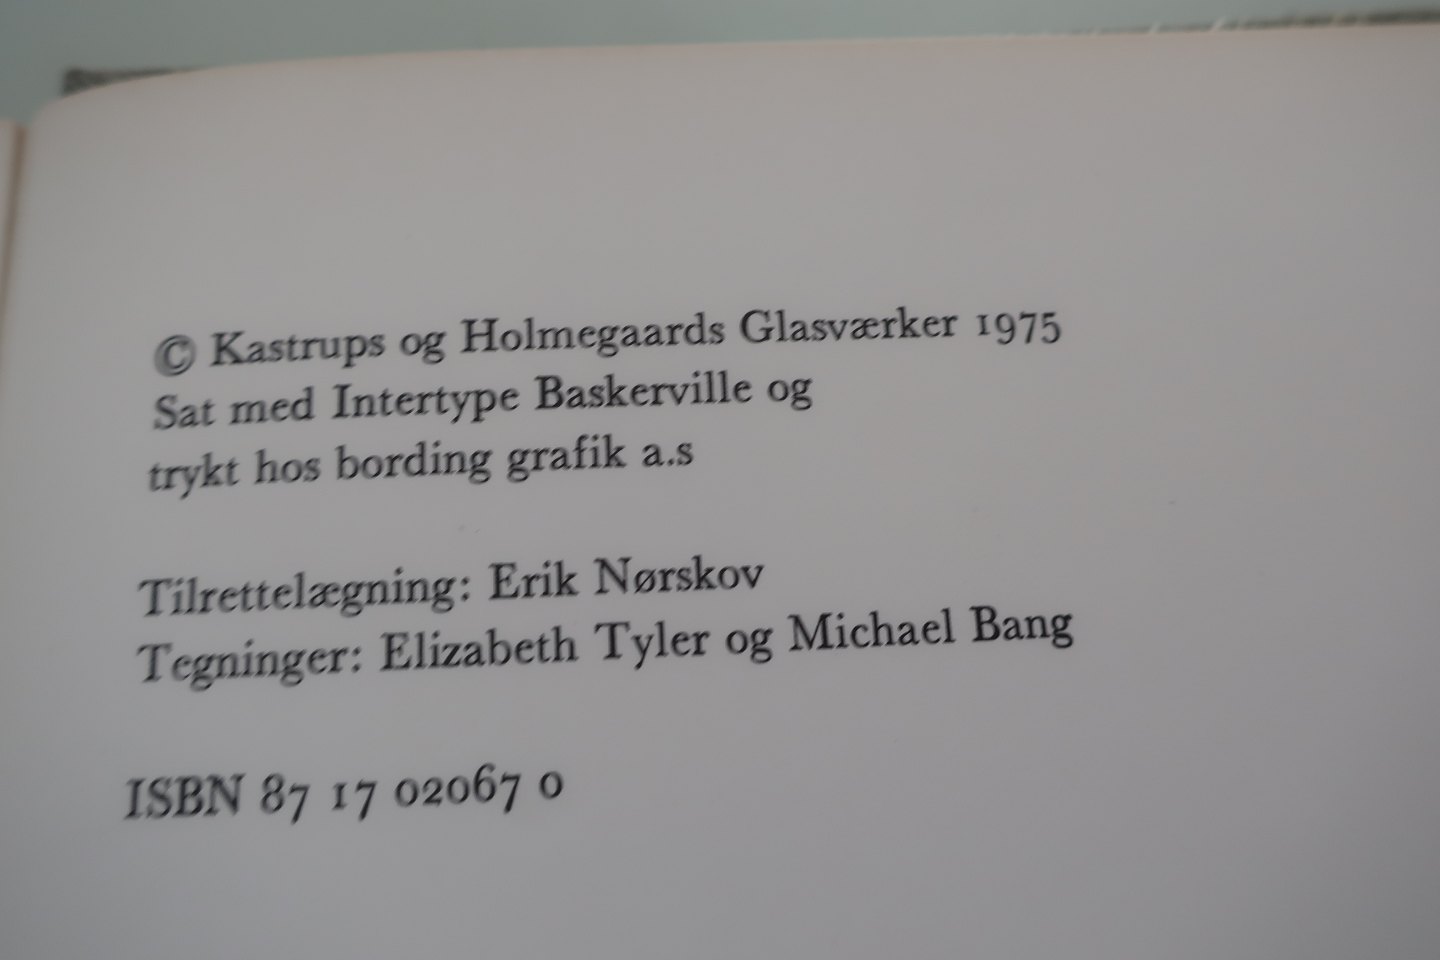 © Kastrups og Holmegaards Glasværker 1975
Sat med Intertype Baskerville og
trykt hos bording grafik a.s
Tilrettelægning: Erik Nørskov
Tegninger: Elizabeth Tyler og Michael Bang
ISBN 87 17 02067 0